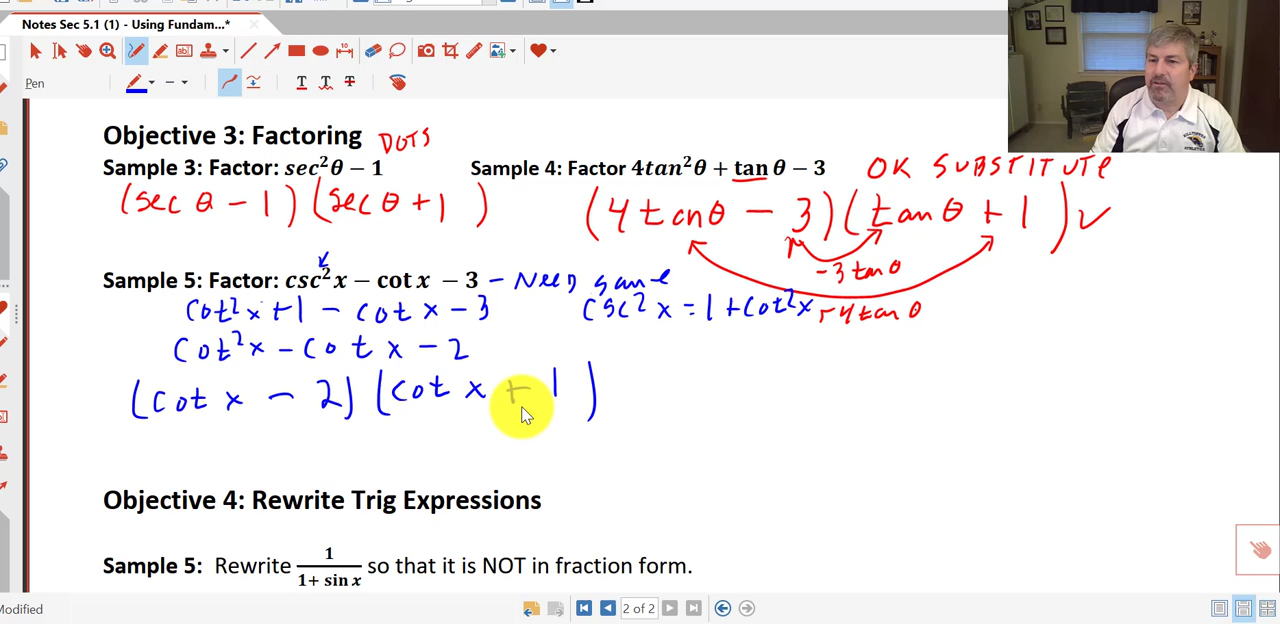 Notes Sec 5.1 (1) - Using Fundam...*
Pen
Objective 3: Factoring DOTS
Sample 3: Factor: sec²θ − 1
(sec θ − 1)(sec θ + 1)
Sample 4: Factor 4tan²θ + tan θ − 3 OK SUBSTITUTE
(4tanθ − 3)(tanθ + 1) ✓
-3 tanθ
+4 tan θ
Sample 5: Factor: csc²x − cot x − 3 - Need same
cot²x + 1 − cot x − 3 csc²x = 1 + cot²x
cot²x − cot x − 2
(cot x − 2)(cot x + 1)
Objective 4: Rewrite Trig Expressions
Sample 5: Rewrite 1/(1+ sin x) so that it is NOT in fraction form.
Modified
2 of 2